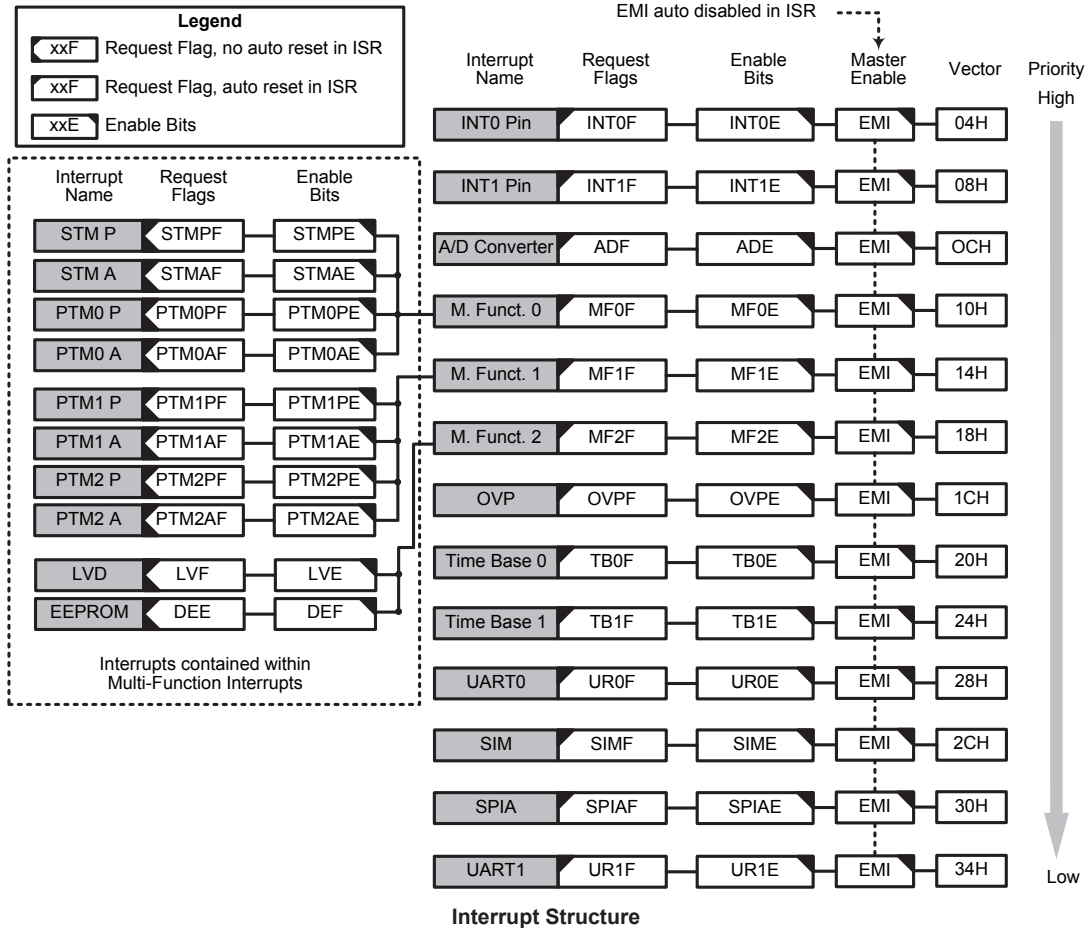 EMI auto disabled in ISR
Legend
xxF Request Flag, no auto reset in ISR
xxF Request Flag, auto reset in ISR
xxE Enable Bits
Interrupt Name Request Flags Enable Bits Master Enable Vector Priority
High
INT0 Pin INT0F INT0E EMI 04H
INT1 Pin INT1F INT1E EMI 08H
A/D Converter ADF ADE EMI OCH
M. Funct. 0 MF0F MF0E EMI 10H
M. Funct. 1 MF1F MF1E EMI 14H
M. Funct. 2 MF2F MF2E EMI 18H
OVP OVPF OVPE EMI 1CH
Time Base 0 TB0F TB0E EMI 20H
Time Base 1 TB1F TB1E EMI 24H
UART0 UR0F UR0E EMI 28H
SIM SIMF SIME EMI 2CH
SPIA SPIAF SPIAE EMI 30H
UART1 UR1F UR1E EMI 34H
Low
Interrupt Name Request Flags Enable Bits
STM P STMPF STMPE
STM A STMAF STMAE
PTM0 P PTM0PF PTM0PE
PTM0 A PTM0AF PTM0AE
PTM1 P PTM1PF PTM1PE
PTM1 A PTM1AF PTM1AE
PTM2 P PTM2PF PTM2PE
PTM2 A PTM2AF PTM2AE
LVD LVF LVE
EEPROM DEE DEF
Interrupts contained within
Multi-Function Interrupts
Interrupt Structure